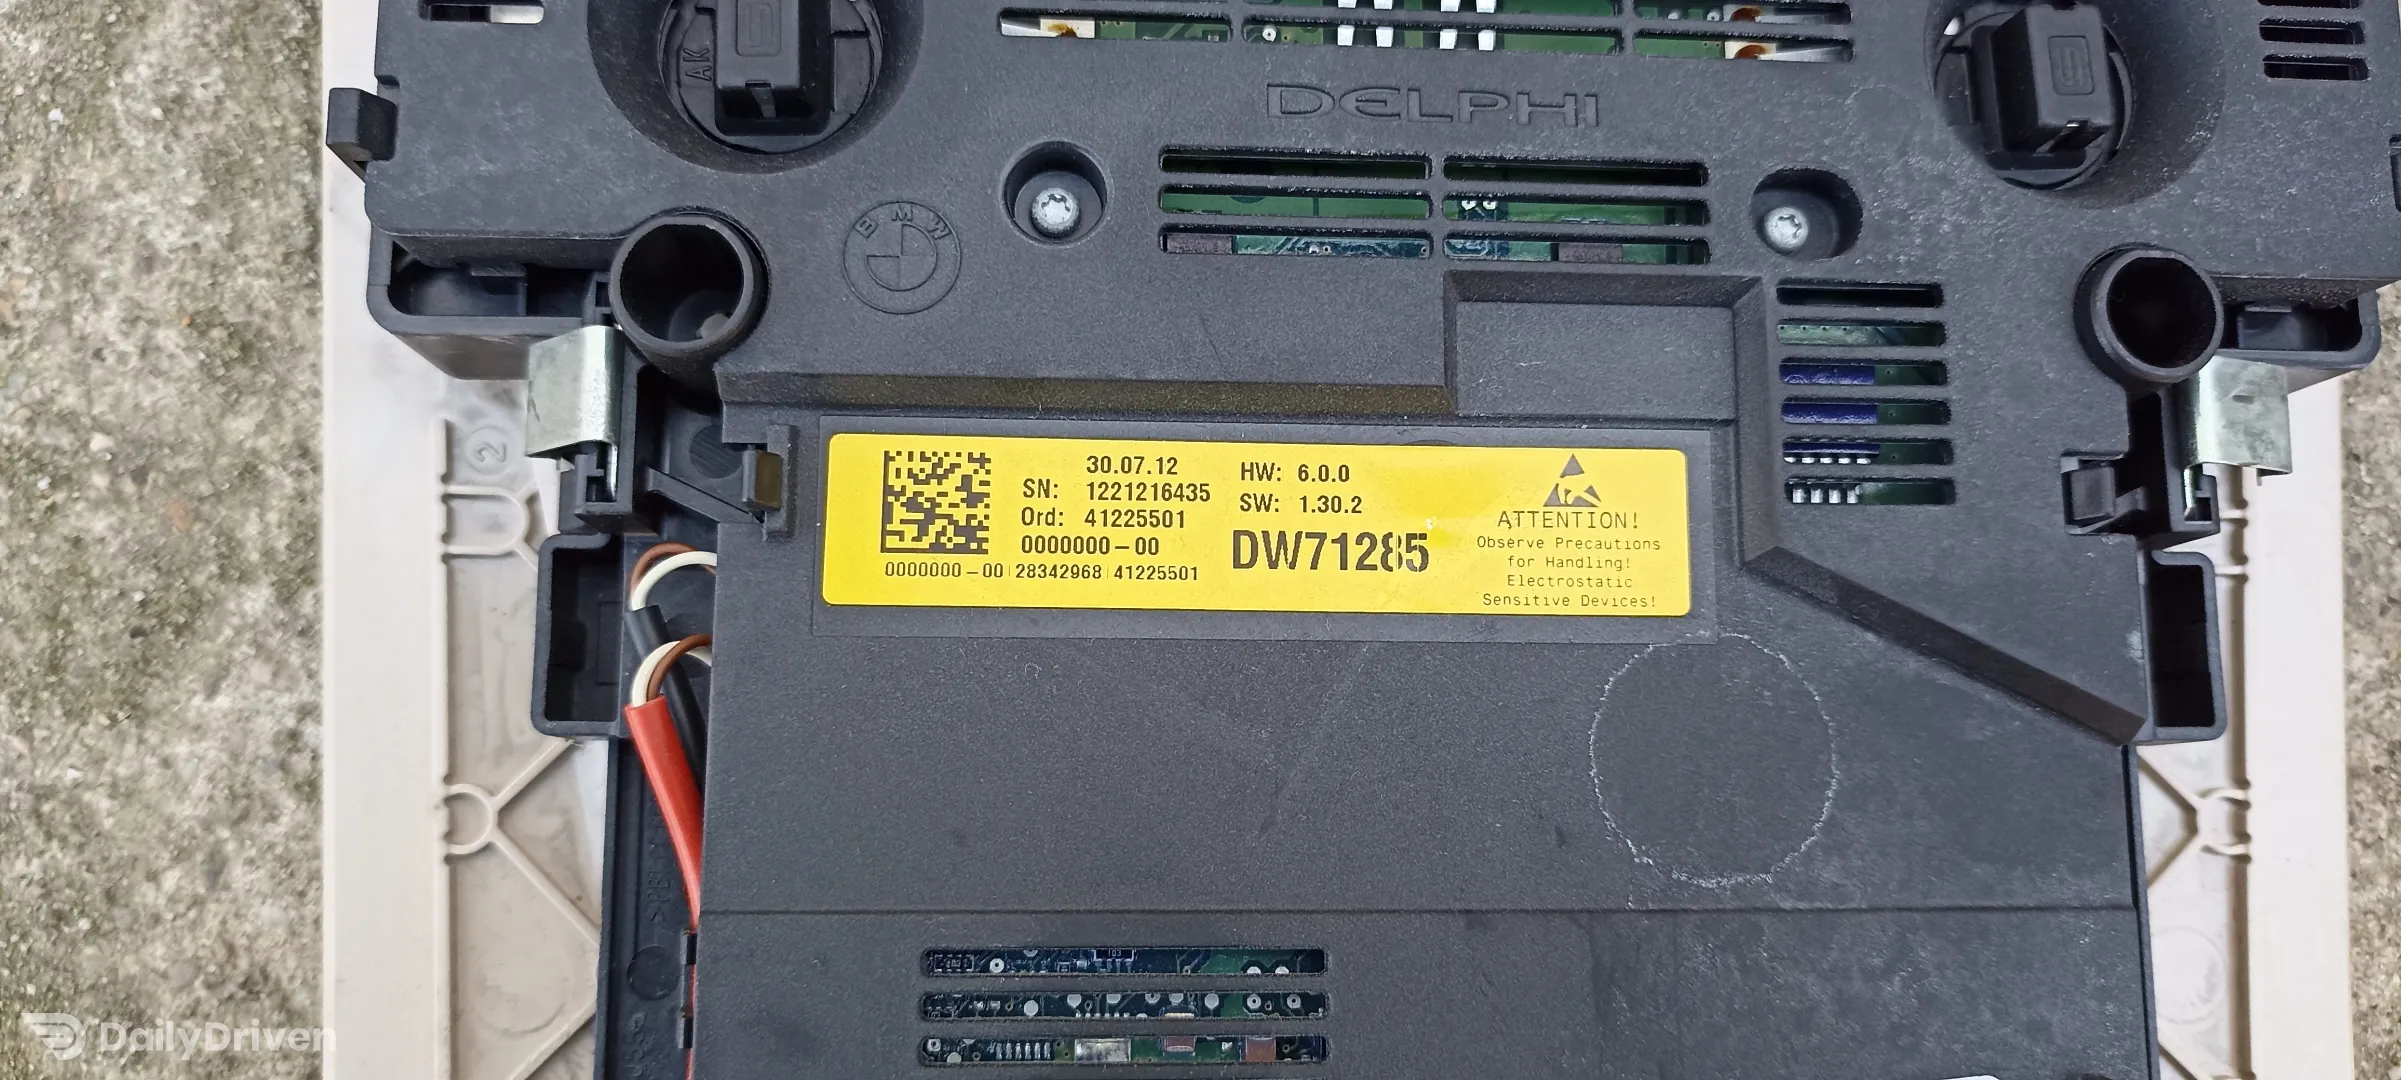 AK
DELPHI
BMW
2
30.07.12
SN: 1221216435
Ord: 41225501
0000000-00
0000000-00 | 28342968 | 41225501
HW: 6.0.0
SW: 1.30.2
DW71285
ATTENTION!
Observe Precautions
for Handling!
Electrostatic
Sensitive Devices!
DailyDriven